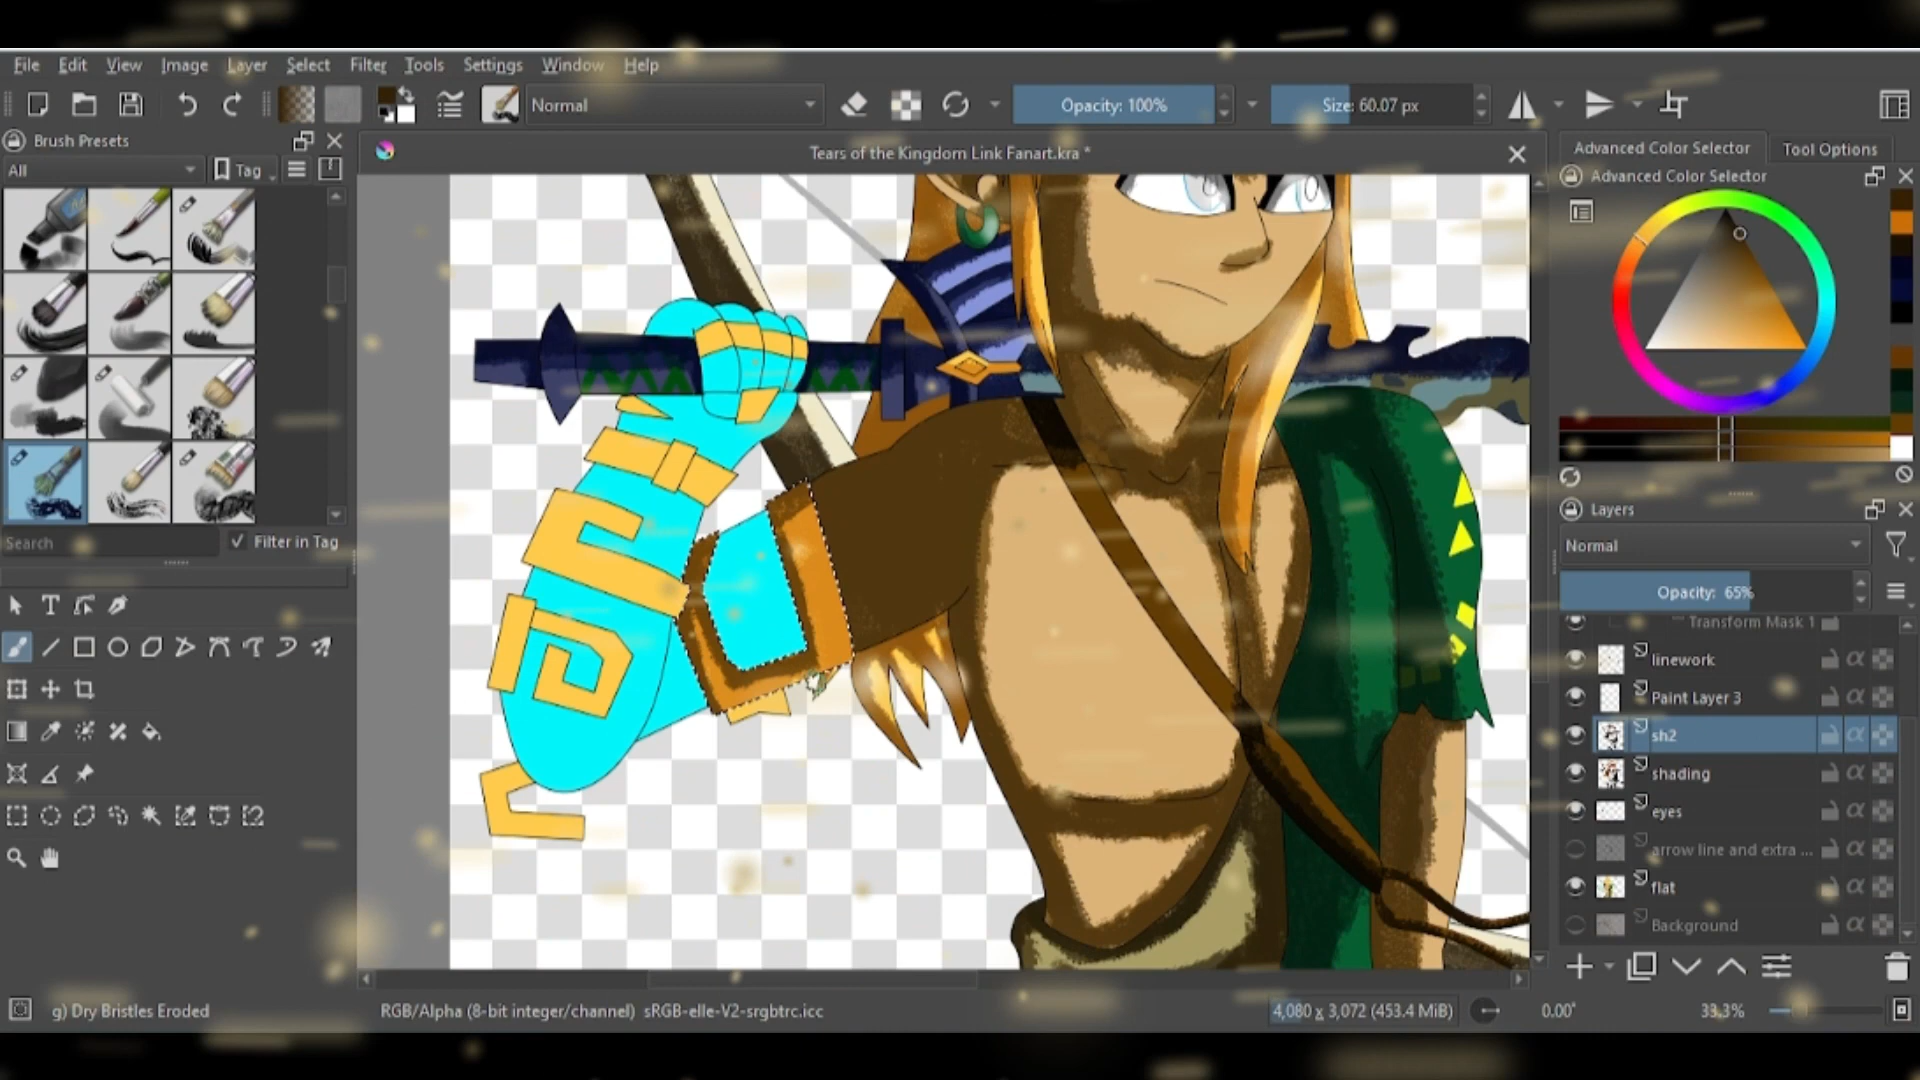 File Edit View Image Layer Select Filter Tools Settings Window Help
Normal
Opacity: 100%
Size: 60.07 px
Brush Presets
All
Tag
Search
Filter in Tag
Tears of the Kingdom Link Fanart.kra *
Advanced Color Selector
Tool Options
Advanced Color Selector
Layers
Normal
Opacity: 65%
Transform Mask 1
linework
Paint Layer 3
sh2
shading
eyes
arrow line and extra ...
flat
Background
g) Dry Bristles Eroded
RGB/Alpha (8-bit integer/channel) sRGB-elle-V2-srgbtrc.icc
4,080 x 3,072 (453.4 MiB)
0.00°
33.3%